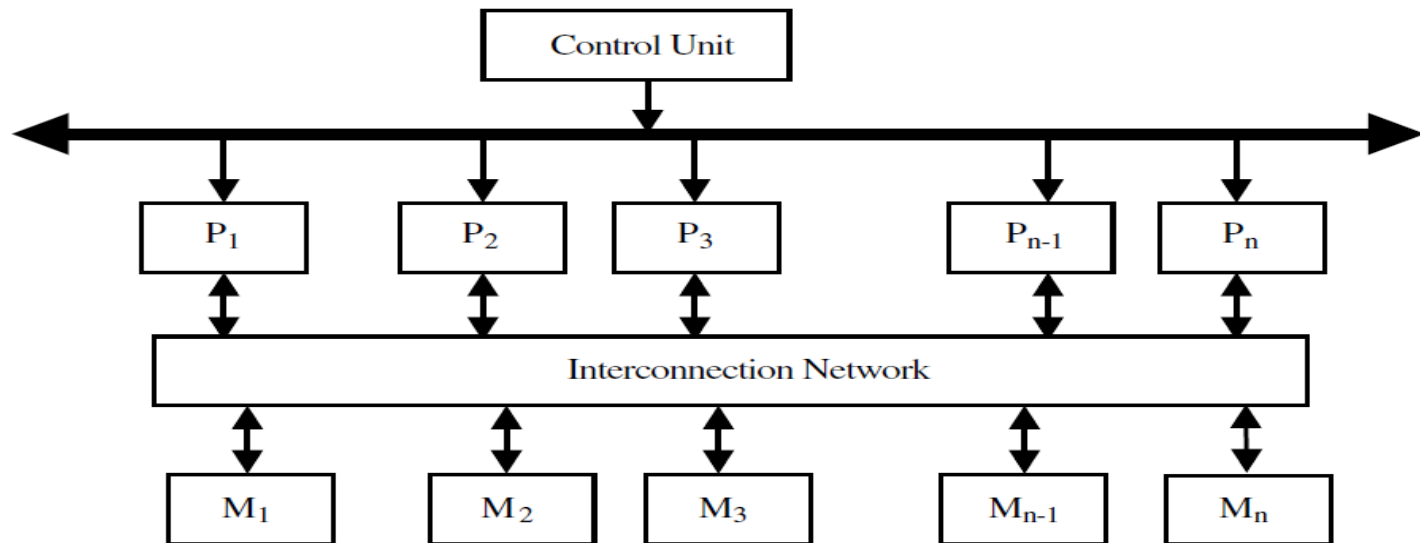 Control Unit
P₁ P₂ P₃ Pₙ₋₁ Pₙ
Interconnection Network
M₁ M₂ M₃ Mₙ₋₁ Mₙ